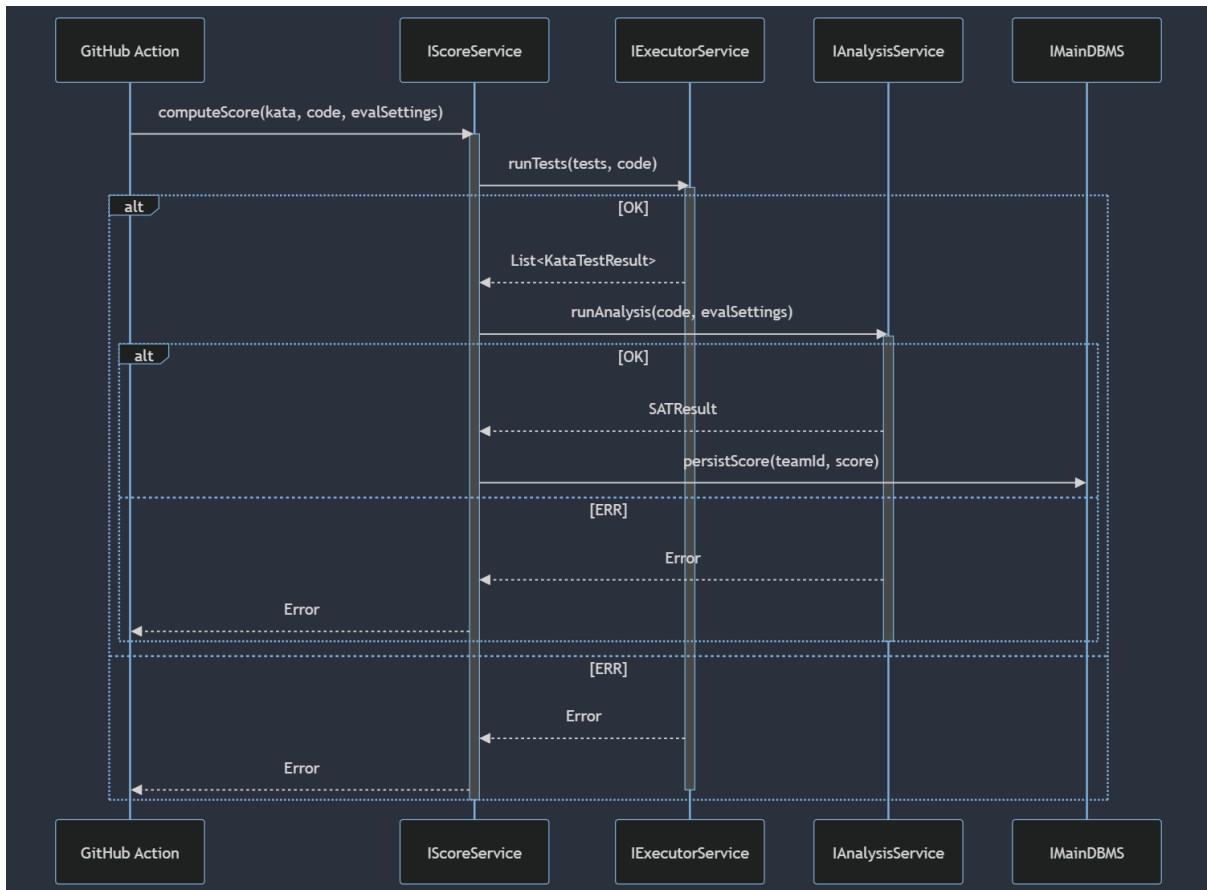 GitHub Action
IScoreService
IExecutorService
IAnalysisService
IMainDBMS
computeScore(kata, code, evalSettings)
runTests(tests, code)
alt
[OK]
List<KataTestResult>
runAnalysis(code, evalSettings)
alt
[OK]
SATResult
persistScore(teamId, score)
[ERR]
Error
Error
[ERR]
Error
Error
GitHub Action
IScoreService
IExecutorService
IAnalysisService
IMainDBMS